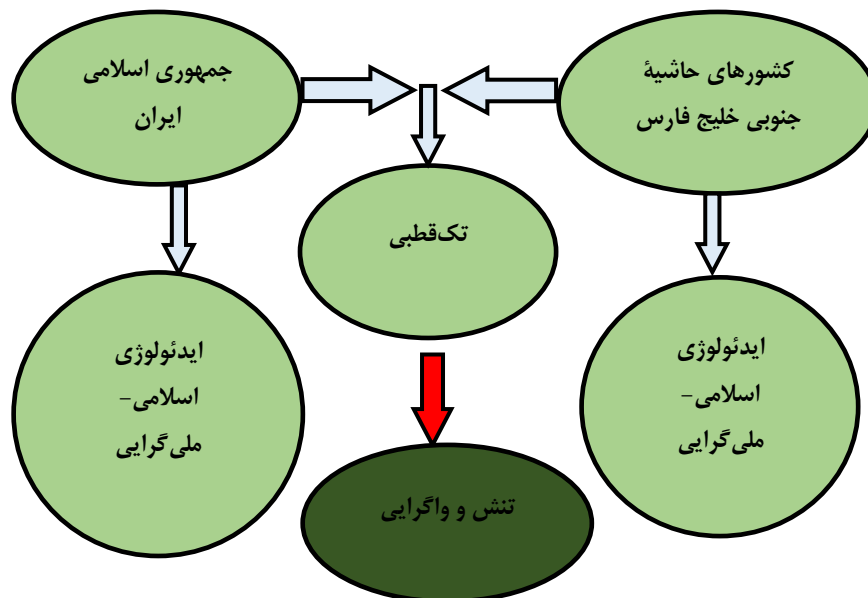 کشورهای حاشیۀ
جنوبی خلیج فارس
جمهوری اسلامی
ایران
تک‌قطبی
ایدئولوژی
اسلامی-
ملی‌گرایی
ایدئولوژی
اسلامی-
ملی‌گرایی
تنش و واگرایی